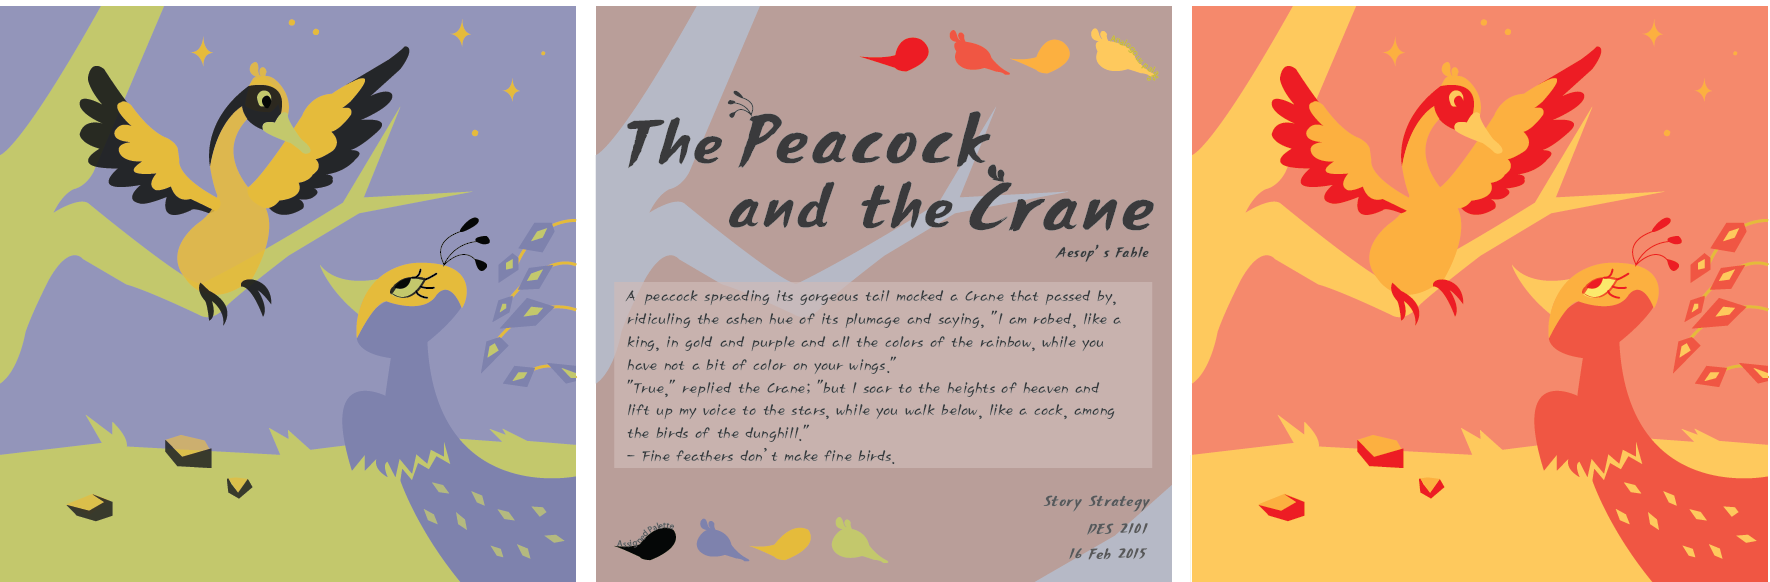 The Peacock
and the Crane
Aesop's Fable
A peacock spreading its gorgeous tail mocked a Crane that passed by,
ridiculing the ashen hue of its plumage and saying, "I am robed, like a
king, in gold and purple and all the colors of the rainbow, while you
have not a bit of color on your wings."
"True," replied the Crane; "but I soar to the heights of heaven and
lift up my voice to the stars, while you walk below, like a cock, among
the birds of the dunghill."
- Fine feathers don't make fine birds.
Story Strategy
DES 2101
16 Feb 2015
Assigned Palette